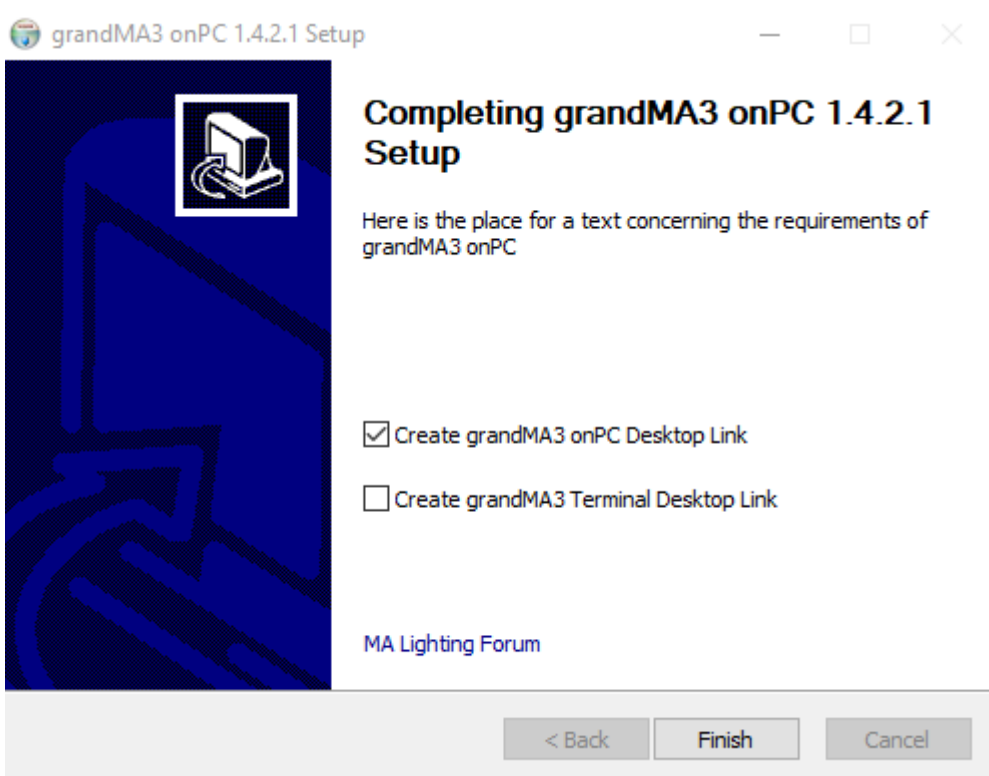 grandMA3 onPC 1.4.2.1 Setup
Completing grandMA3 onPC 1.4.2.1
Setup
Here is the place for a text concerning the requirements of
grandMA3 onPC
Create grandMA3 onPC Desktop Link
Create grandMA3 Terminal Desktop Link
MA Lighting Forum
< Back
Finish
Cancel